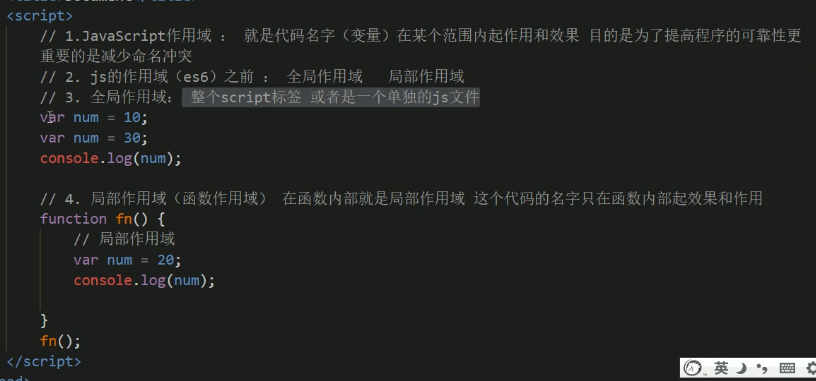 <script>
// 1.JavaScript作用域 ： 就是代码名字（变量）在某个范围内起作用和效果 目的是为了提高程序的可靠性更
重要的是减少命名冲突
// 2. js的作用域（es6）之前 ： 全局作用域   局部作用域
// 3. 全局作用域： 整个script标签 或者是一个单独的js文件
var num = 10;
var num = 30;
console.log(num);
// 4. 局部作用域（函数作用域） 在函数内部就是局部作用域 这个代码的名字只在函数内部起效果和作用
function fn() {
// 局部作用域
var num = 20;
console.log(num);
}
fn();
</script>
英